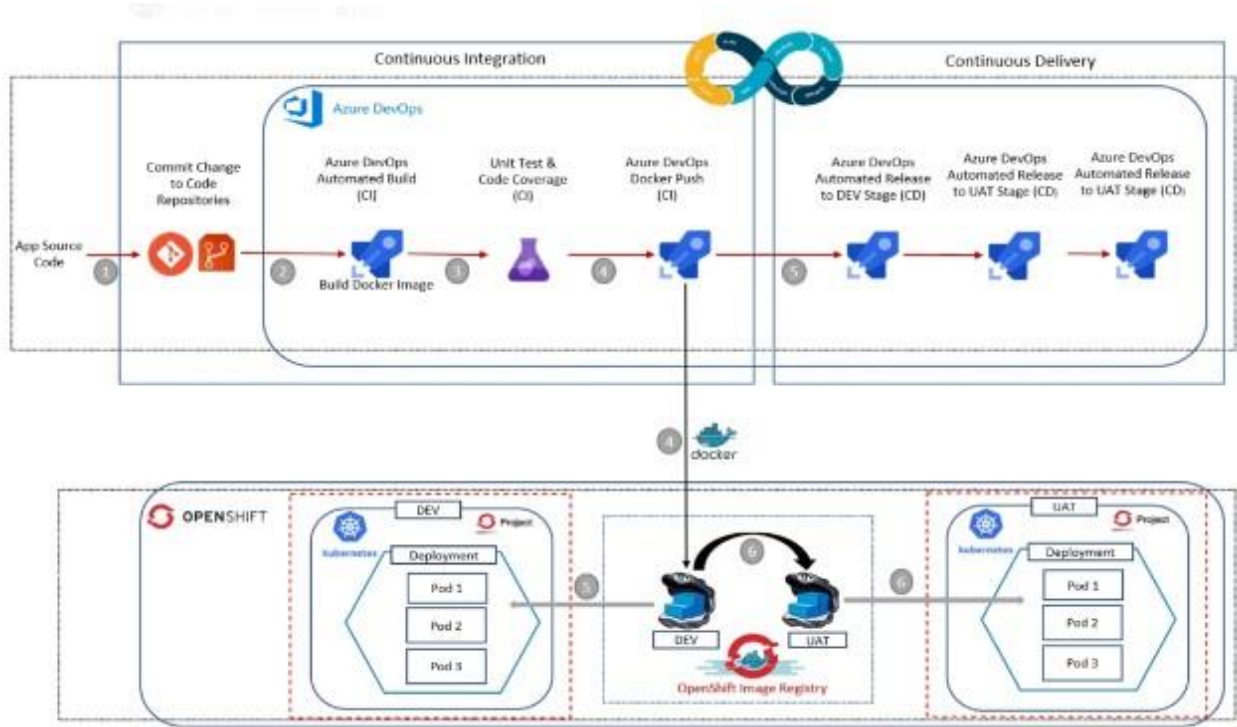 Continuous Integration
Continuous Delivery
Azure DevOps
Commit Change
to Code
Repositories
Azure DevOps
Automated Build
(CI)
Unit Test &
Code Coverage
(CI)
Azure DevOps
Docker Push
(CI)
Azure DevOps
Automated Release
to DEV Stage (CD)
Azure DevOps
Automated Release
to UAT Stage (CD)
Azure DevOps
Automated Release
to UAT Stage (CD)
App Source
Code
1
2
3
4
5
Build Docker Image
4
docker
OPENSHIFT
DEV
kubernetes
Project
Deployment
Pod 1
Pod 2
Pod 3
5
6
DEV
UAT
OpenShift Image Registry
6
UAT
kubernetes
Project
Deployment
Pod 1
Pod 2
Pod 3